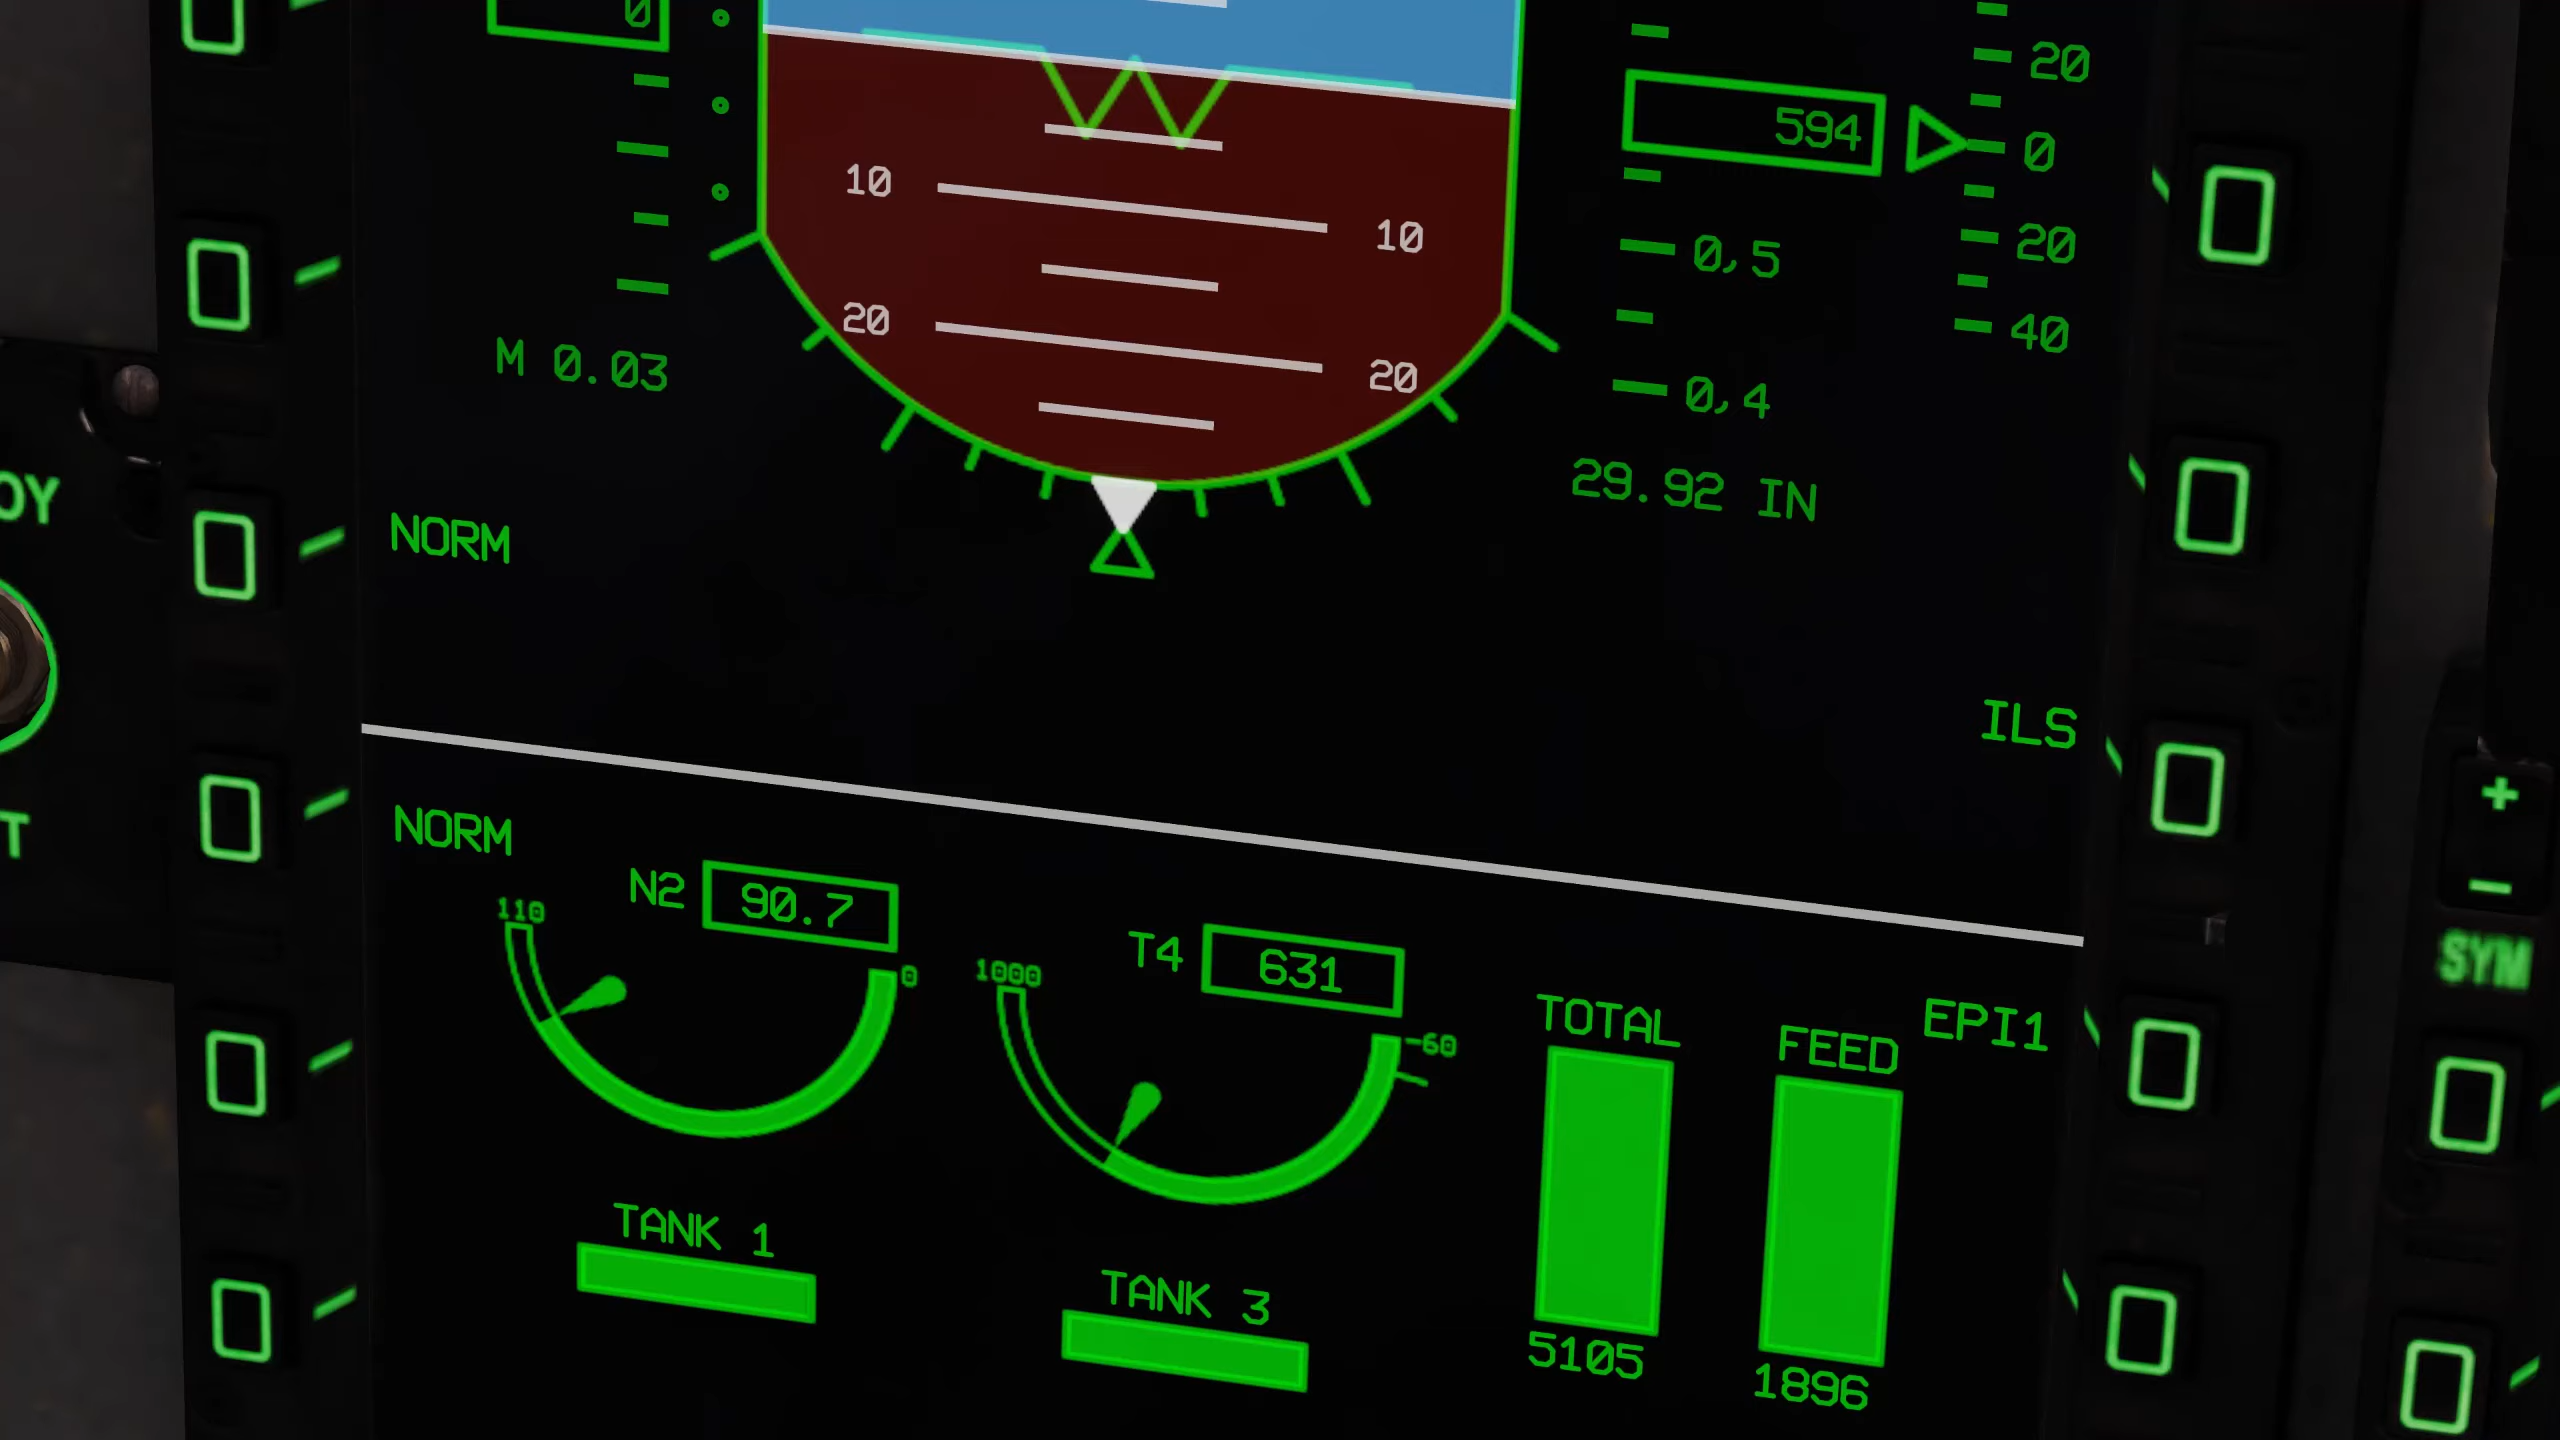 0
20
594
0
10
10
0,5
20
20
20
40
M 0.03
0,4
29.92 IN
OY
NORM
ILS
T
NORM
N2 90.7
110
0
T4 631
1000
-60
TOTAL
FEED
EPI1
+
-
SYM
TANK 1
TANK 3
5105
1896